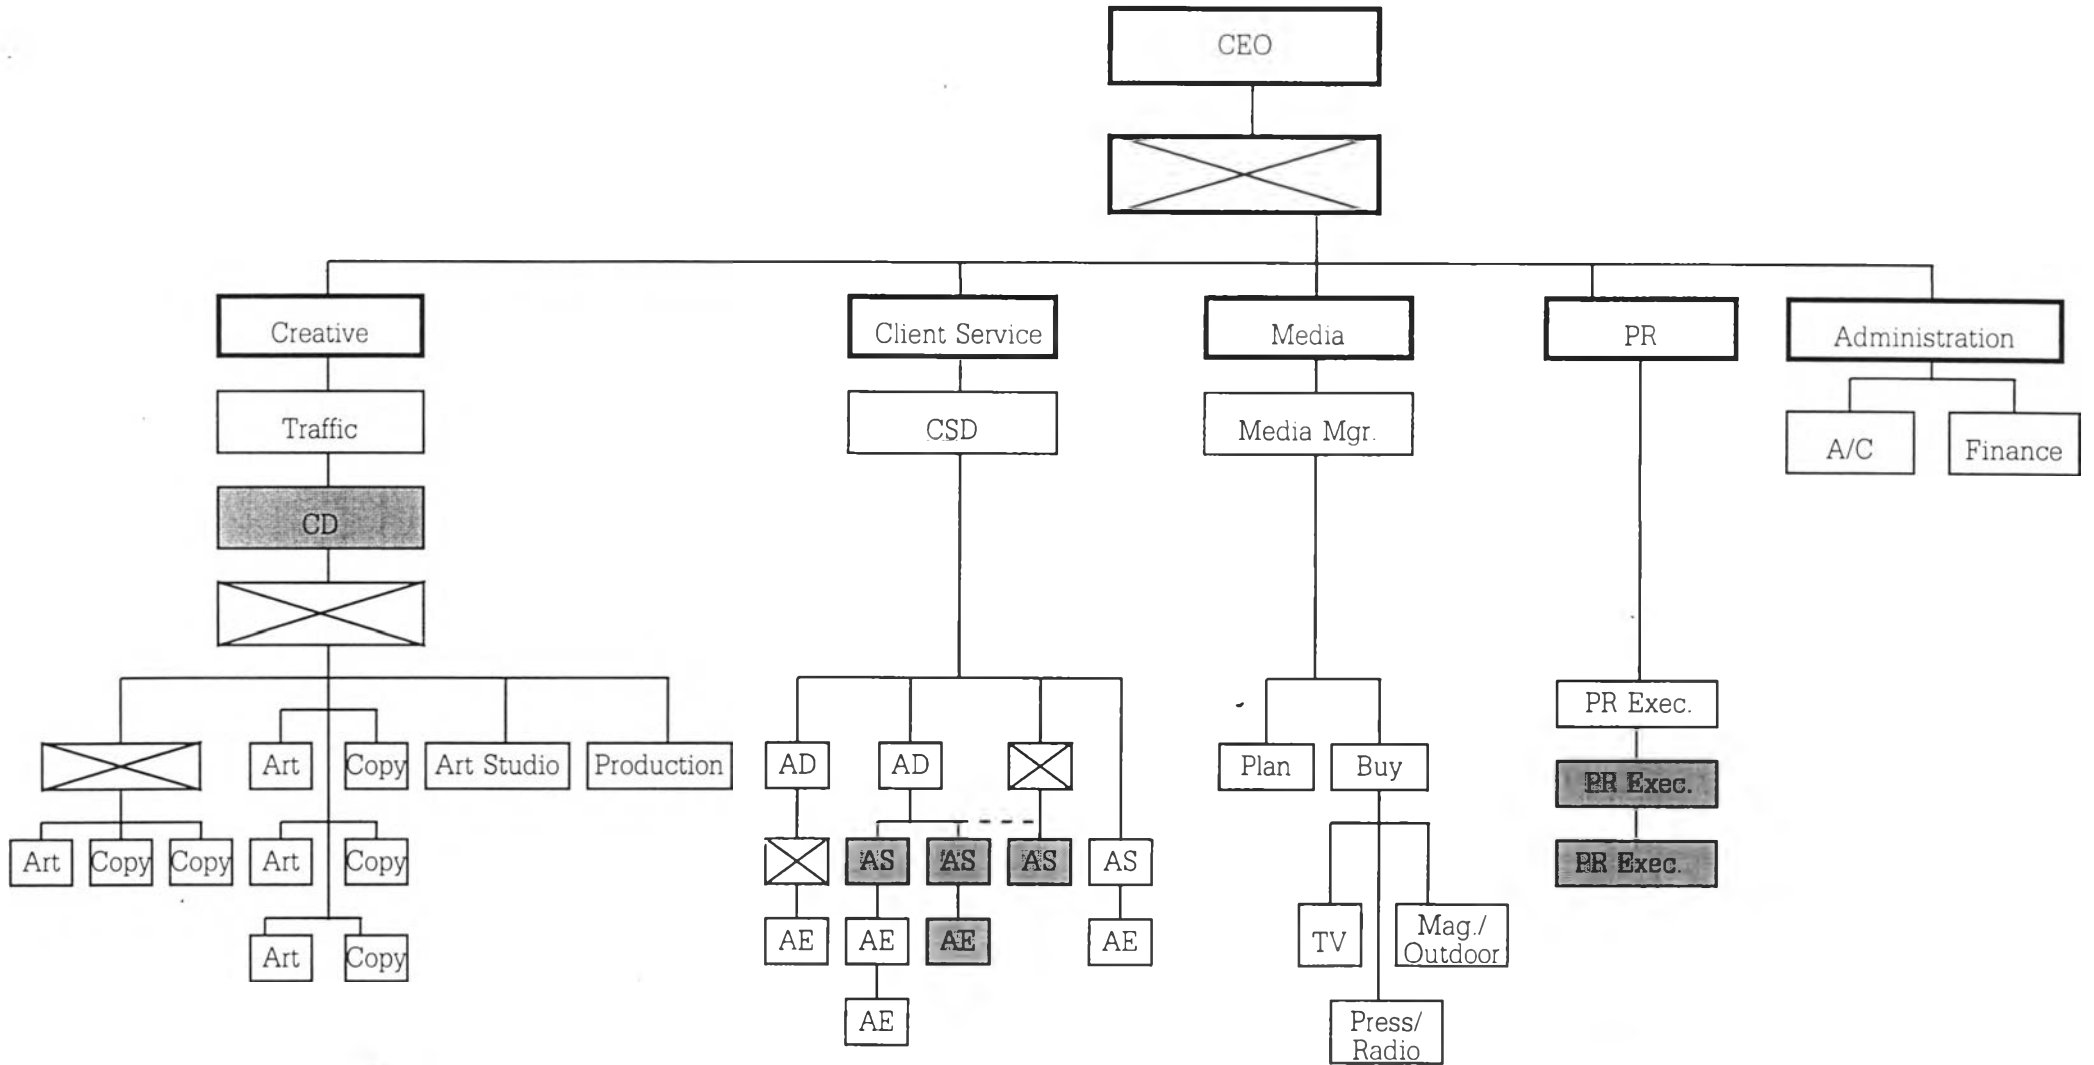 CEO
Creative
Client Service
Media
PR
Administration
Traffic
CSD
Media Mgr.
A/C
Finance
CD
PR Exec.
Art
Copy
Art Studio
Production
AD
AD
Plan
Buy
PR Exec.
Art
Copy
Copy
Art
Copy
AS
AS
AS
AS
PR Exec.
Art
Copy
AE
AE
AE
AE
TV
Mag./
Outdoor
AE
Press/
Radio